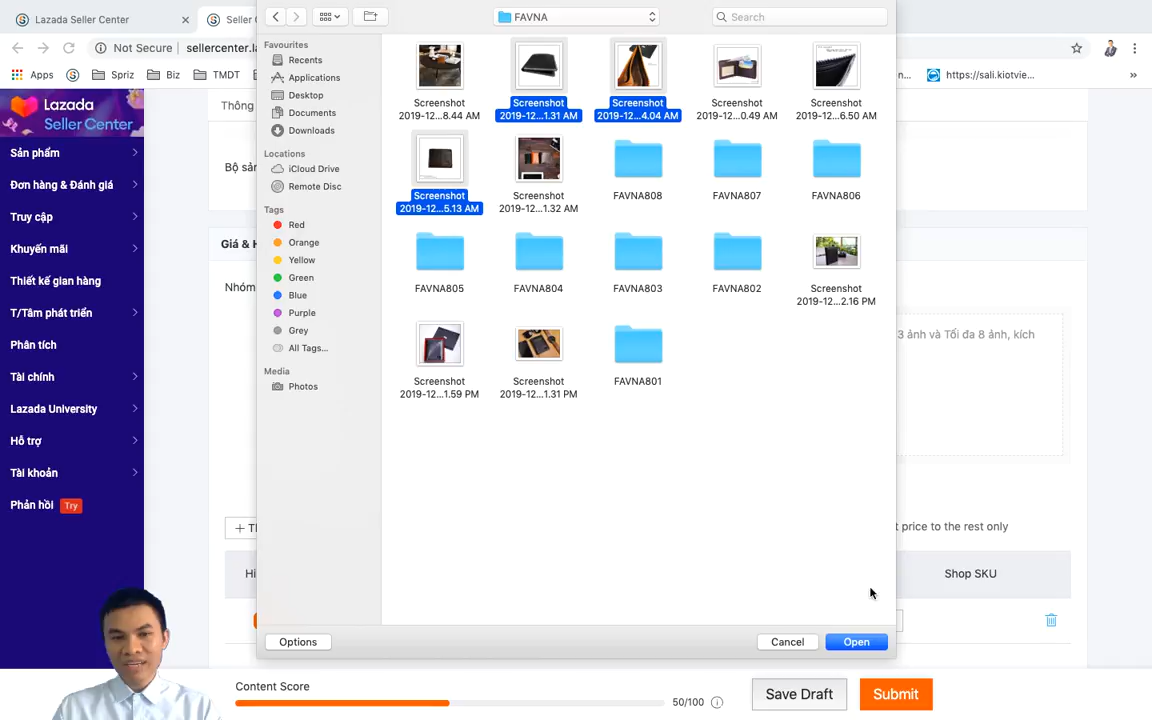 Lazada Seller Center
Seller
FAVNA
Search
Not Secure
sellercenter.la
Apps
Spriz
Biz
TMDT
n...
https://sali.kiotvie...
»
Lazada
Seller Center
Sản phẩm
Đơn hàng & Đánh giá
Truy cập
Khuyến mãi
Thiết kế gian hàng
T/Tâm phát triển
Phân tích
Tài chính
Lazada University
Hỗ trợ
Tài khoản
Phản hồi
Try
Thông
Bộ sản
Giá & H
Nhóm
+ Th
Hi
Favourites
Recents
Applications
Desktop
Documents
Downloads
Locations
iCloud Drive
Remote Disc
Tags
Red
Orange
Yellow
Green
Blue
Purple
Grey
All Tags...
Media
Photos
Screenshot
2019-12...8.44 AM
Screenshot
2019-12...1.31 AM
Screenshot
2019-12...4.04 AM
Screenshot
2019-12...0.49 AM
Screenshot
2019-12...6.50 AM
Screenshot
2019-12...5.13 AM
Screenshot
2019-12...1.32 AM
FAVNA808
FAVNA807
FAVNA806
FAVNA805
FAVNA804
FAVNA803
FAVNA802
Screenshot
2019-12...2.16 PM
Screenshot
2019-12...1.59 PM
Screenshot
2019-12...1.31 PM
FAVNA801
3 ảnh và Tối đa 8 ảnh, kích
t price to the rest only
Shop SKU
Options
Cancel
Open
Content Score
50/100
Save Draft
Submit